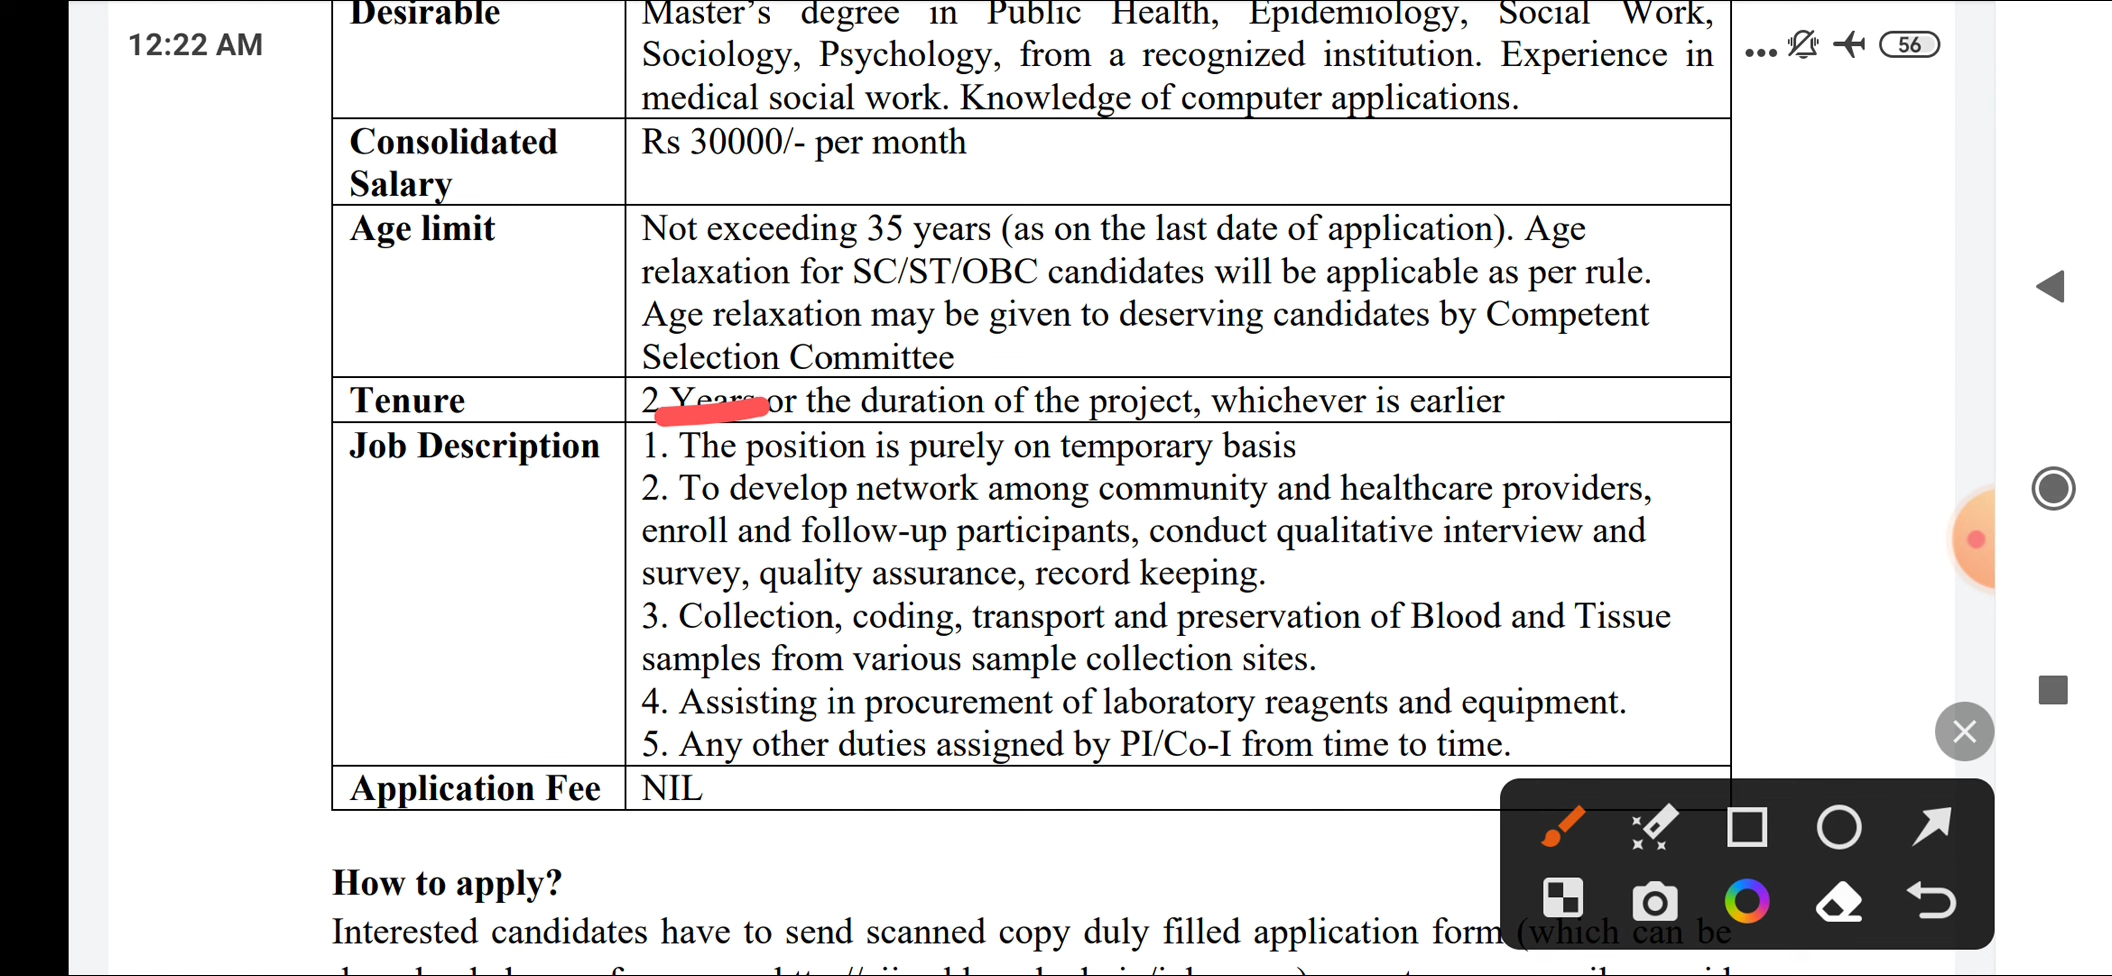 12:22 AM
56
Desirable
Master's degree in Public Health, Epidemiology, Social Work,
Sociology, Psychology, from a recognized institution. Experience in
medical social work. Knowledge of computer applications.
Consolidated
Salary
Rs 30000/- per month
Age limit
Not exceeding 35 years (as on the last date of application). Age
relaxation for SC/ST/OBC candidates will be applicable as per rule.
Age relaxation may be given to deserving candidates by Competent
Selection Committee
Tenure
2 Years or the duration of the project, whichever is earlier
Job Description
1. The position is purely on temporary basis
2. To develop network among community and healthcare providers,
enroll and follow-up participants, conduct qualitative interview and
survey, quality assurance, record keeping.
3. Collection, coding, transport and preservation of Blood and Tissue
samples from various sample collection sites.
4. Assisting in procurement of laboratory reagents and equipment.
5. Any other duties assigned by PI/Co-I from time to time.
Application Fee
NIL
How to apply?
Interested candidates have to send scanned copy duly filled application form (which can be